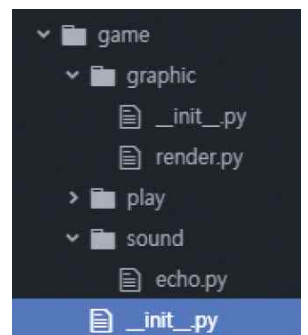 game
graphic
__init__.py
render.py
play
sound
echo.py
__init__.py